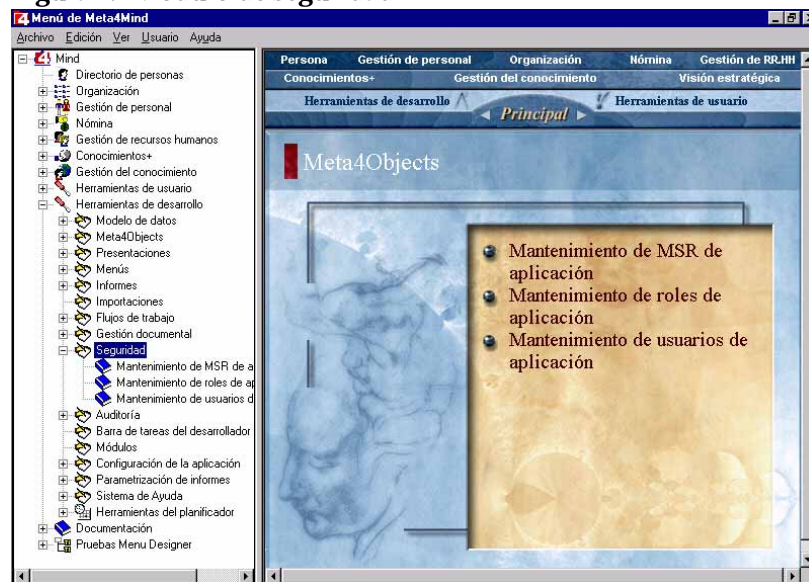 Menú de Meta4Mind
Archivo Edición Ver Usuario Ayuda
Mind
Directorio de personas
Organización
Gestión de personal
Nómina
Gestión de recursos humanos
Conocimientos+
Gestión del conocimiento
Herramientas de usuario
Herramientas de desarrollo
Modelo de datos
Meta4Objects
Presentaciones
Menús
Informes
Importaciones
Flujos de trabajo
Gestión documental
Seguridad
Mantenimiento de MSR de a
Mantenimiento de roles de ap
Mantenimiento de usuarios d
Auditoría
Barra de tareas del desarrollador
Módulos
Configuración de la aplicación
Parametrización de informes
Sistema de Ayuda
Herramientas del planificador
Documentación
Pruebas Menu Designer
Persona Gestión de personal Organización Nómina Gestión de RR.HH
Conocimientos+ Gestión del conocimiento Visión estratégica
Herramientas de desarrollo Principal Herramientas de usuario
Meta4Objects
Mantenimiento de MSR de
aplicación
Mantenimiento de roles de
aplicación
Mantenimiento de usuarios de
aplicación